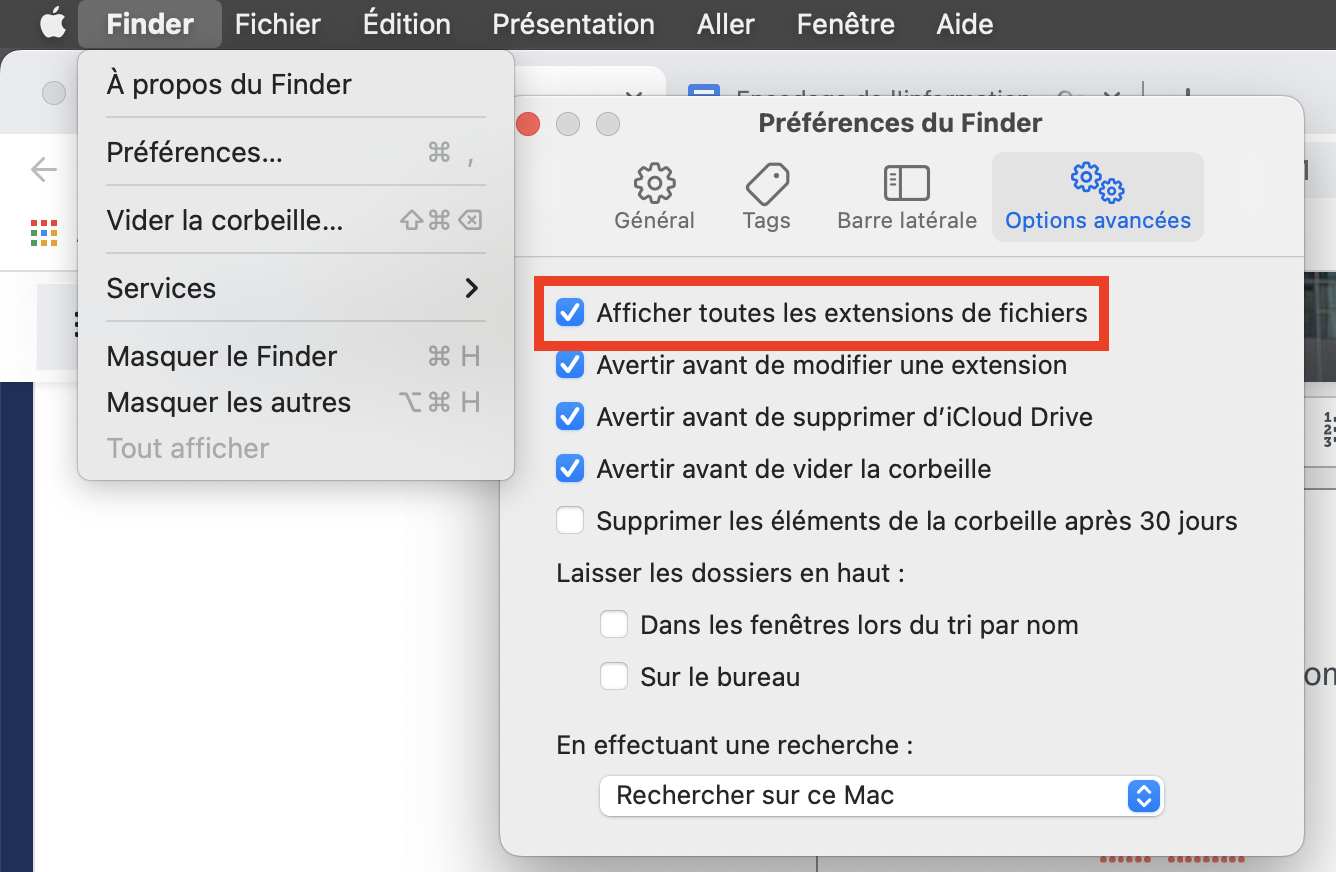 Finder Fichier Édition Présentation Aller Fenêtre Aide
À propos du Finder
Préférences... ⌘ ,
Vider la corbeille... ⇧⌘⌫
Services
Masquer le Finder ⌘ H
Masquer les autres ⌥⌘ H
Tout afficher
Préférences du Finder
Général Tags Barre latérale Options avancées
Afficher toutes les extensions de fichiers
Avertir avant de modifier une extension
Avertir avant de supprimer d’iCloud Drive
Avertir avant de vider la corbeille
Supprimer les éléments de la corbeille après 30 jours
Laisser les dossiers en haut :
Dans les fenêtres lors du tri par nom
Sur le bureau
En effectuant une recherche :
Rechercher sur ce Mac